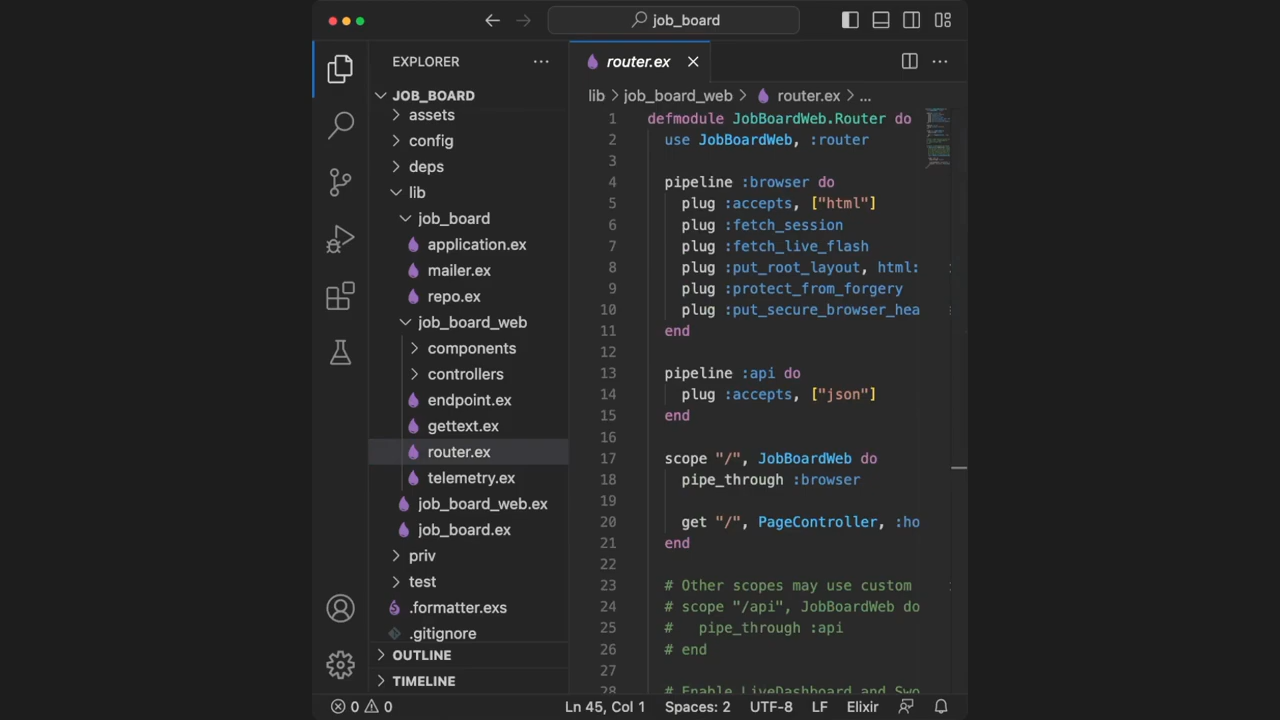 job_board
EXPLORER
JOB_BOARD
assets
config
deps
lib
job_board
application.ex
mailer.ex
repo.ex
job_board_web
components
controllers
endpoint.ex
gettext.ex
router.ex
telemetry.ex
job_board_web.ex
job_board.ex
priv
test
.formatter.exs
.gitignore
OUTLINE
TIMELINE
router.ex
lib > job_board_web > router.ex > ...
1 defmodule JobBoardWeb.Router do
2 use JobBoardWeb, :router
3
4 pipeline :browser do
5 plug :accepts, ["html"]
6 plug :fetch_session
7 plug :fetch_live_flash
8 plug :put_root_layout, html:
9 plug :protect_from_forgery
10 plug :put_secure_browser_hea
11 end
12
13 pipeline :api do
14 plug :accepts, ["json"]
15 end
16
17 scope "/", JobBoardWeb do
18 pipe_through :browser
19
20 get "/", PageController, :ho
21 end
22
23 # Other scopes may use custom
24 # scope "/api", JobBoardWeb do
25 #   pipe_through :api
26 # end
27
28 # Enable LiveDashboard and Swo
0 0 Ln 45, Col 1 Spaces: 2 UTF-8 LF Elixir